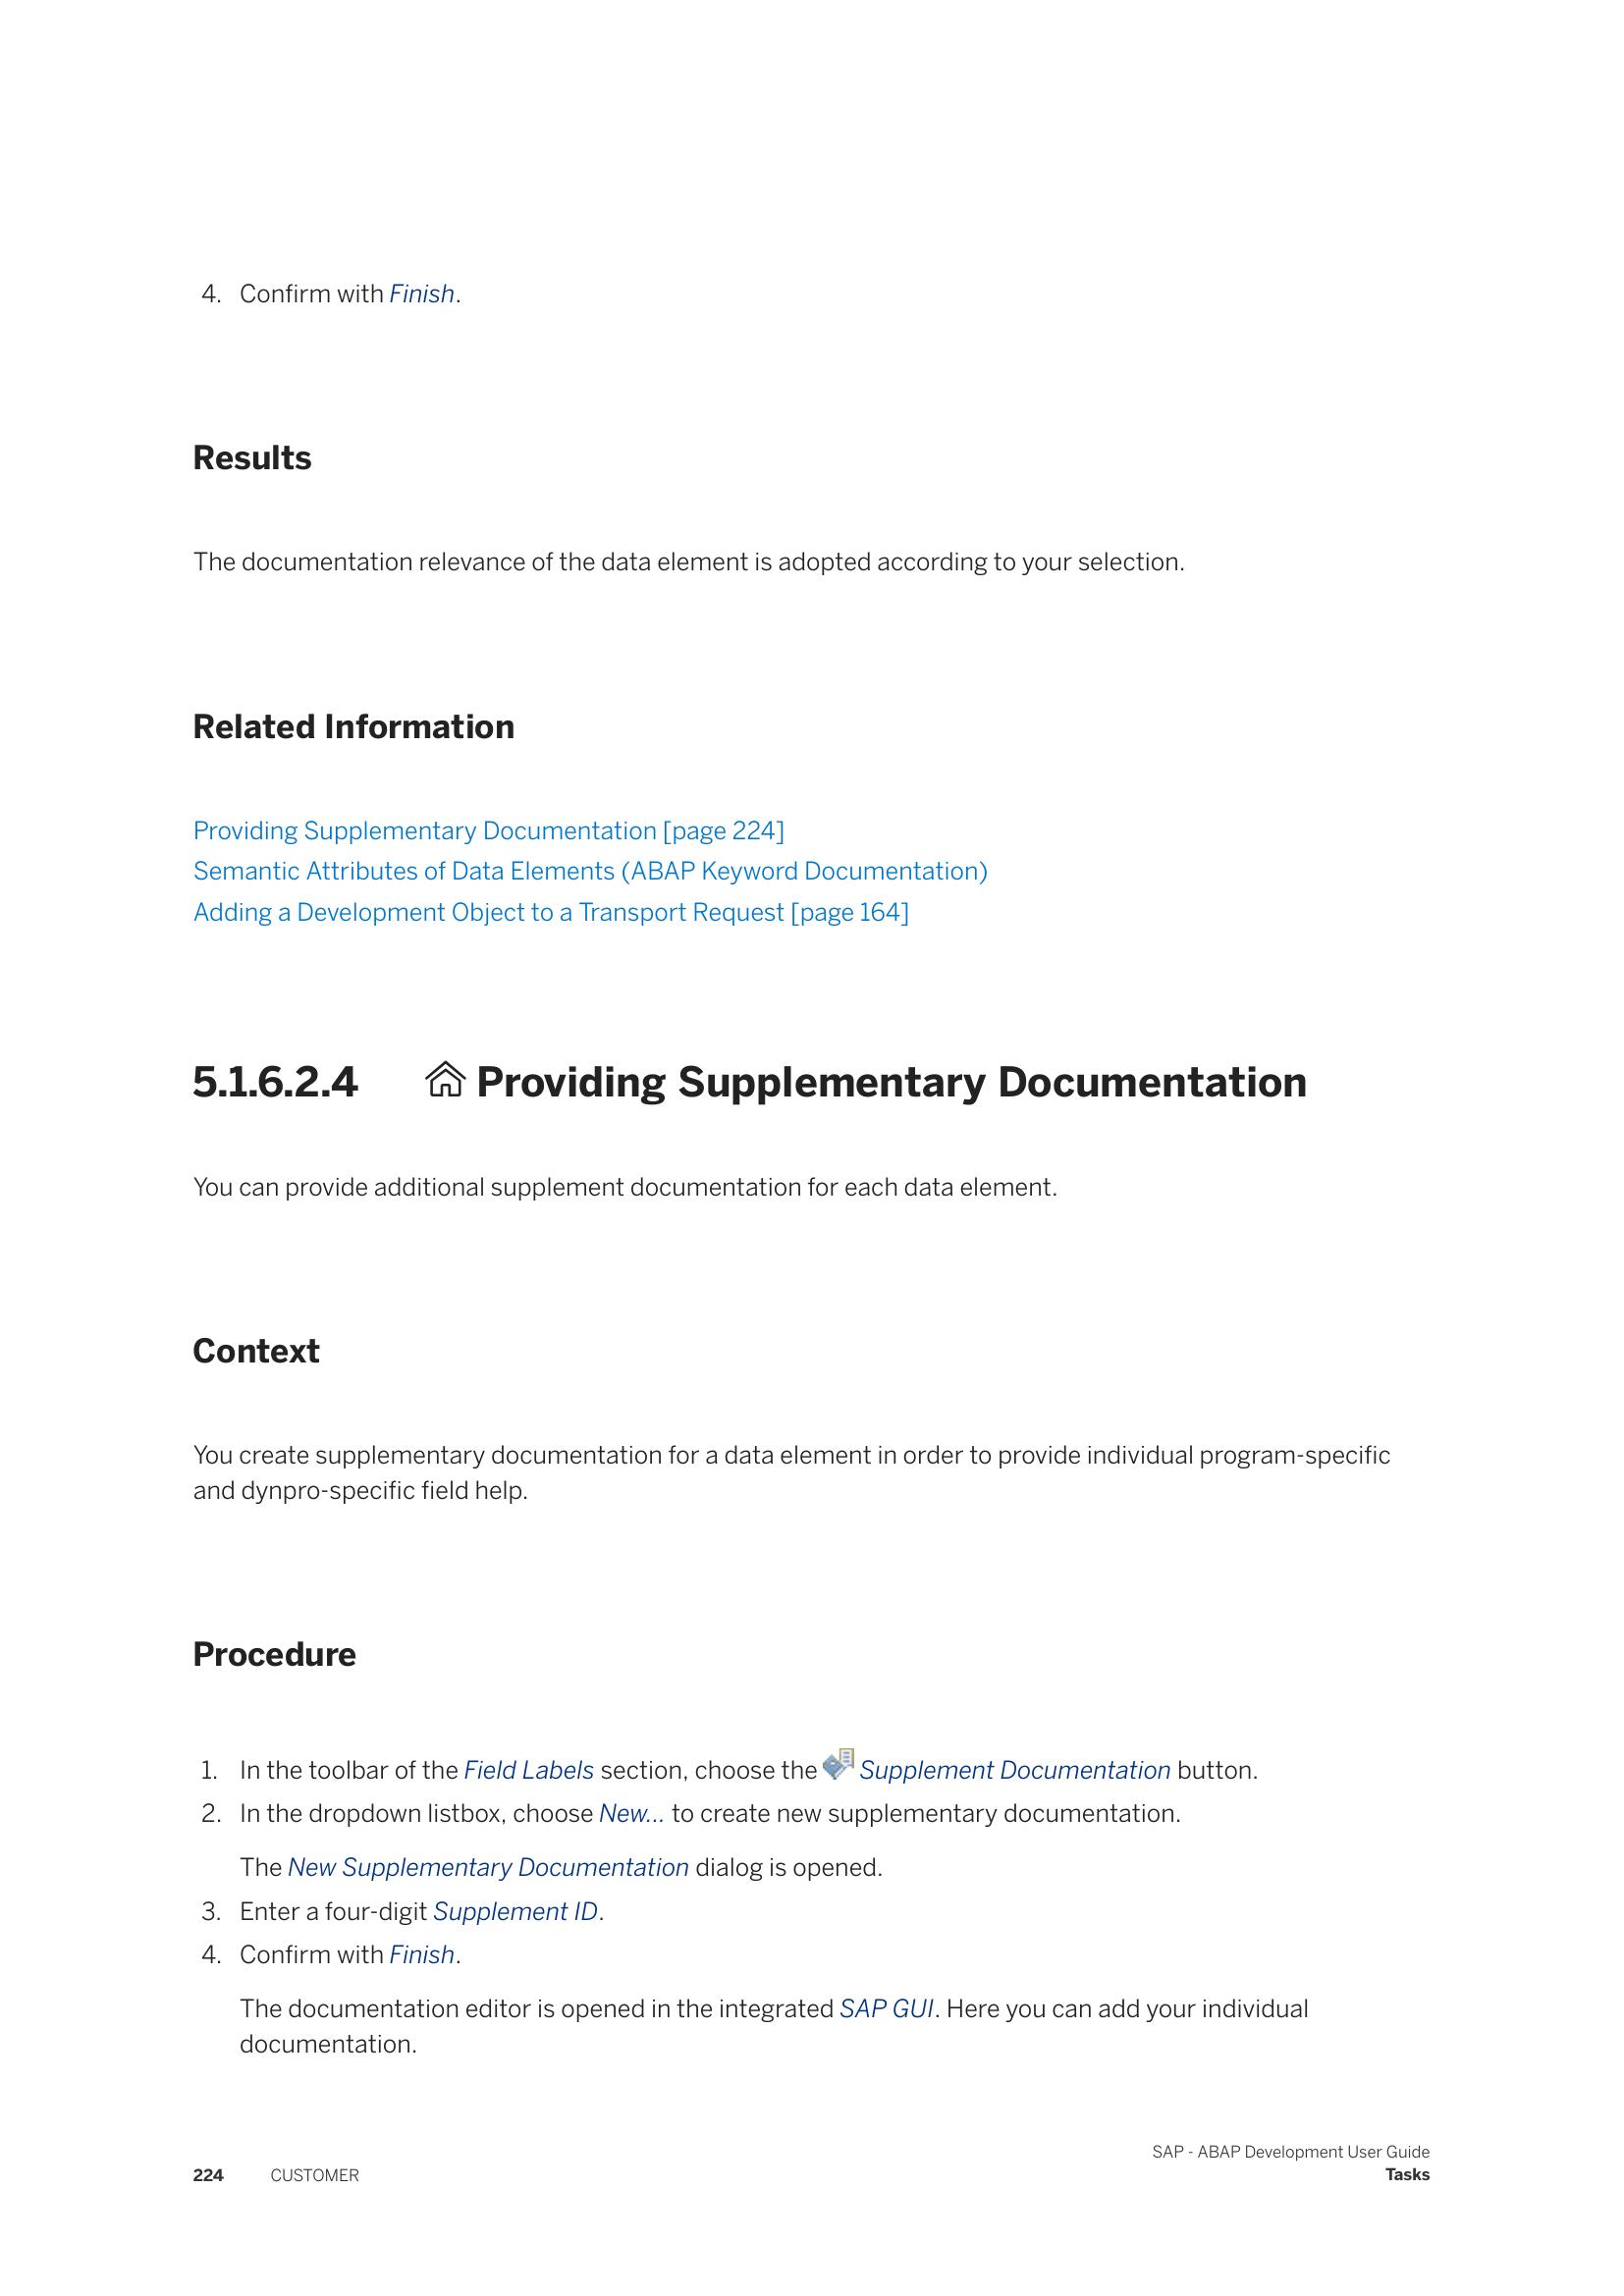 4. Confirm with Finish.
Results
The documentation relevance of the data element is adopted according to your selection.
Related Information
Providing Supplementary Documentation [page 224]
Semantic Attributes of Data Elements (ABAP Keyword Documentation)
Adding a Development Object to a Transport Request [page 164]
5.1.6.2.4 Providing Supplementary Documentation
You can provide additional supplement documentation for each data element.
Context
You create supplementary documentation for a data element in order to provide individual program-specific
and dynpro-specific field help.
Procedure
1. In the toolbar of the Field Labels section, choose the Supplement Documentation button.
2. In the dropdown listbox, choose New... to create new supplementary documentation.
The New Supplementary Documentation dialog is opened.
3. Enter a four-digit Supplement ID.
4. Confirm with Finish.
The documentation editor is opened in the integrated SAP GUI. Here you can add your individual
documentation.
SAP - ABAP Development User Guide
224 CUSTOMER Tasks